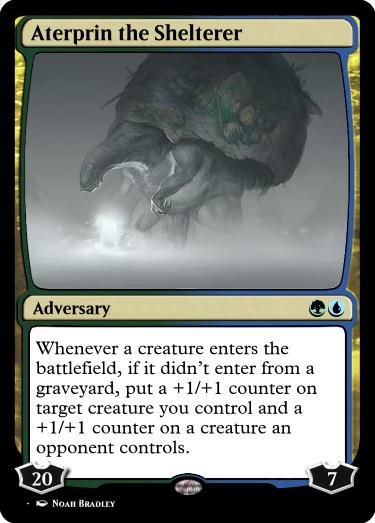 Aterprin the Shelterer
Adversary
Whenever a creature enters the
battlefield, if it didn't enter from a
graveyard, put a +1/+1 counter on
target creature you control and a
+1/+1 counter on a creature an
opponent controls.
20
7
Noah Bradley